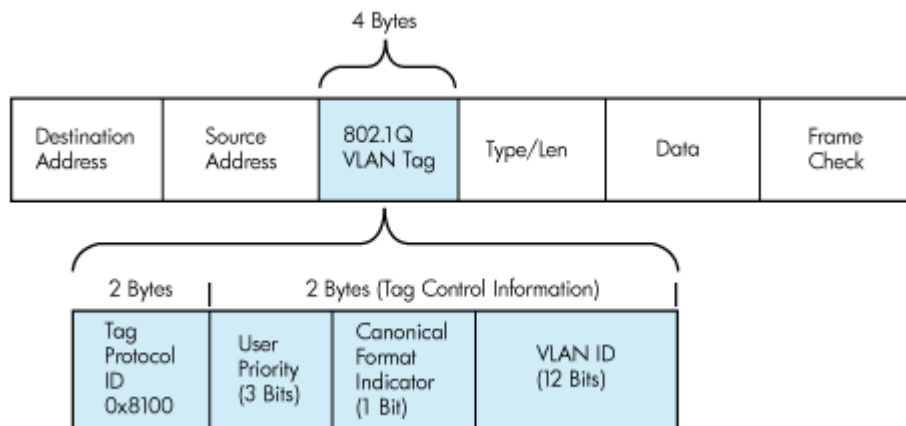 4 Bytes
Destination
Address
Source
Address
802.1Q
VLAN Tag
Type/Len
Data
Frame
Check
2 Bytes
2 Bytes (Tag Control Information)
Tag
Protocol
ID
0x8100
User
Priority
(3 Bits)
Canonical
Format
Indicator
(1 Bit)
VLAN ID
(12 Bits)